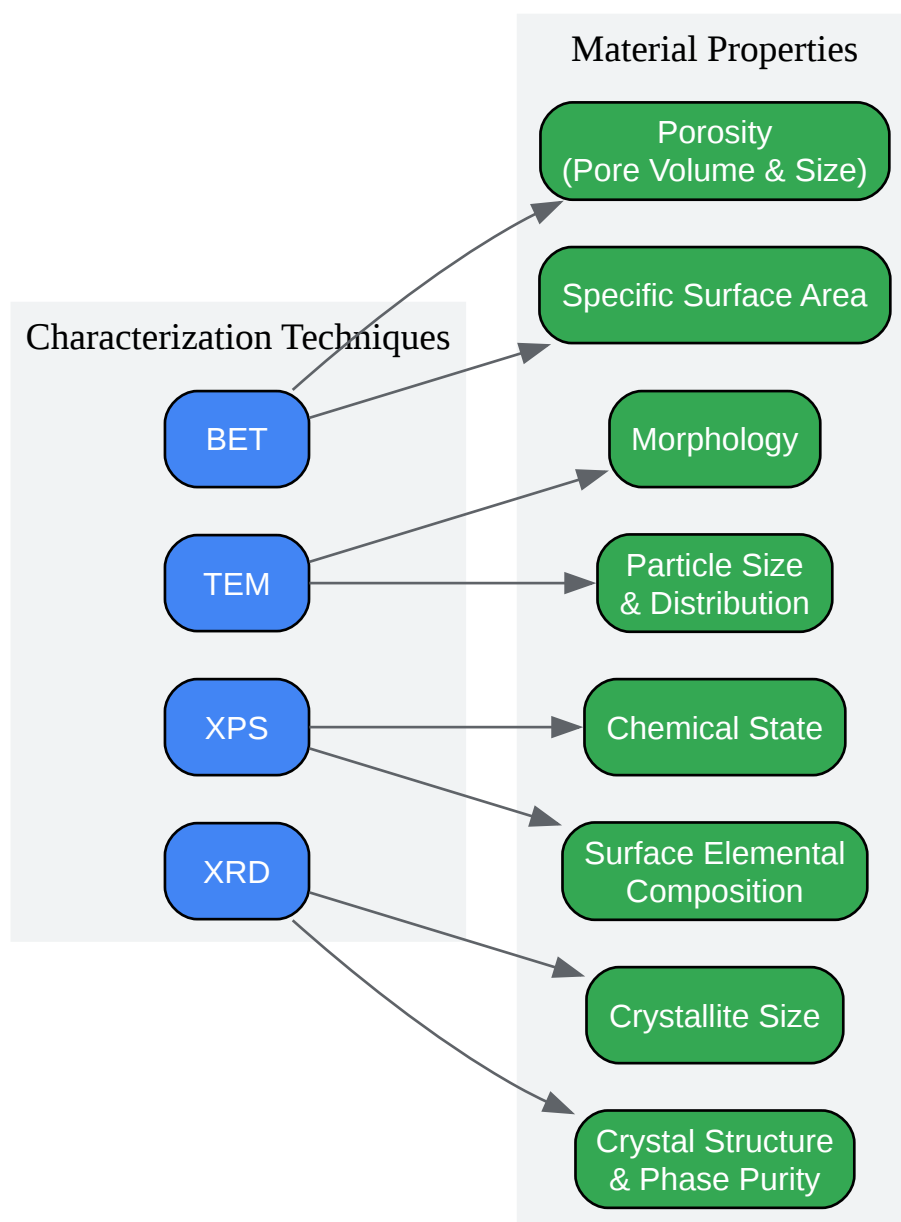 Characterization Techniques
BET
TEM
XPS
XRD
Material Properties
Porosity
(Pore Volume & Size)
Specific Surface Area
Morphology
Particle Size
& Distribution
Chemical State
Surface Elemental
Composition
Crystallite Size
Crystal Structure
& Phase Purity